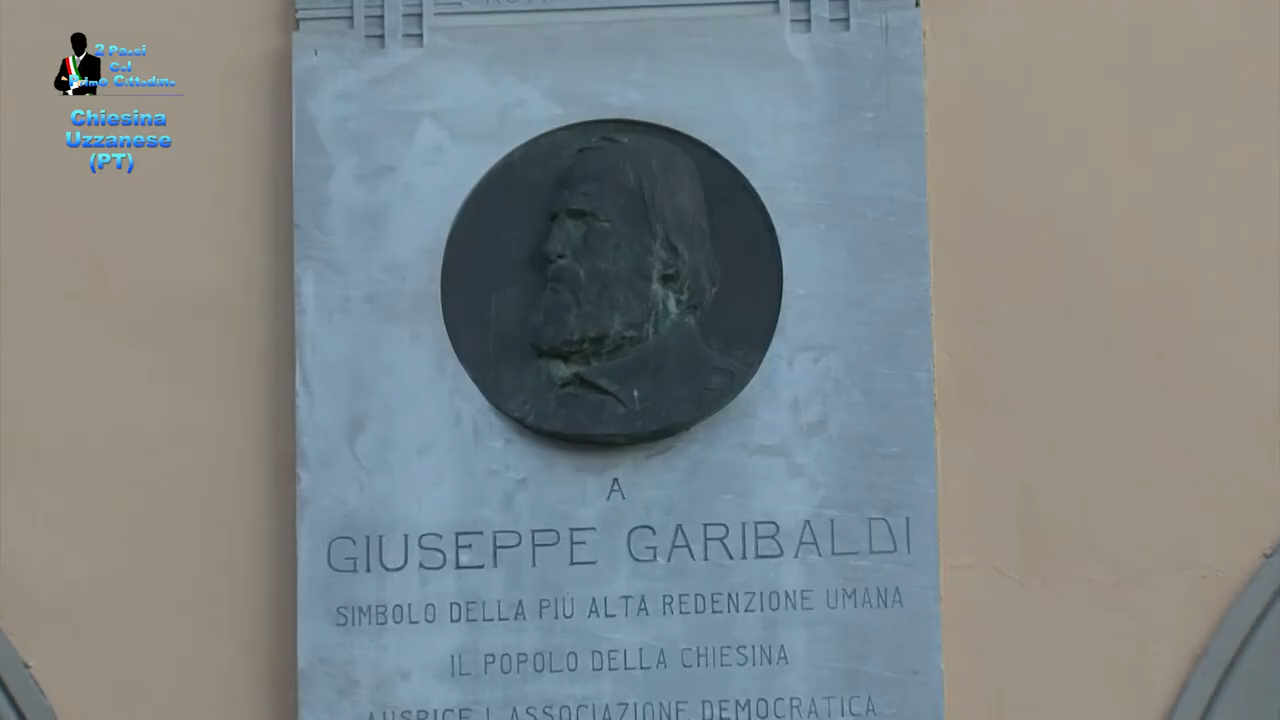 2 Passi
Col
Primo Cittadino
Chiesina
Uzzanese
(PT)
A
GIUSEPPE GARIBALDI
SIMBOLO DELLA PIÙ ALTA REDENZIONE UMANA
IL POPOLO DELLA CHIESINA
AUSPICE L'ASSOCIAZIONE DEMOCRATICA